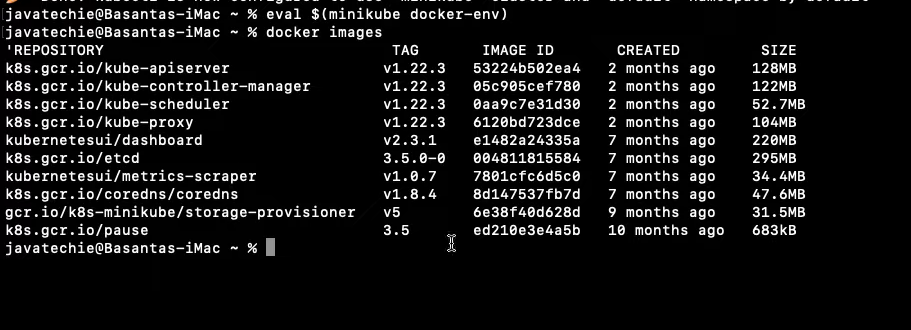 javatechie@Basantas-iMac ~ % eval $(minikube docker-env)
javatechie@Basantas-iMac ~ % docker images
'REPOSITORY TAG IMAGE ID CREATED SIZE
k8s.gcr.io/kube-apiserver v1.22.3 53224b502ea4 2 months ago 128MB
k8s.gcr.io/kube-controller-manager v1.22.3 05c905cef780 2 months ago 122MB
k8s.gcr.io/kube-scheduler v1.22.3 0aa9c7e31d30 2 months ago 52.7MB
k8s.gcr.io/kube-proxy v1.22.3 6120bd723dce 2 months ago 104MB
kubernetesui/dashboard v2.3.1 e1482a24335a 7 months ago 220MB
k8s.gcr.io/etcd 3.5.0-0 004811815584 7 months ago 295MB
kubernetesui/metrics-scraper v1.0.7 7801cfc6d5c0 7 months ago 34.4MB
k8s.gcr.io/coredns/coredns v1.8.4 8d147537fb7d 7 months ago 47.6MB
gcr.io/k8s-minikube/storage-provisioner v5 6e38f40d628d 9 months ago 31.5MB
k8s.gcr.io/pause 3.5 ed210e3e4a5b 10 months ago 683kB
javatechie@Basantas-iMac ~ %